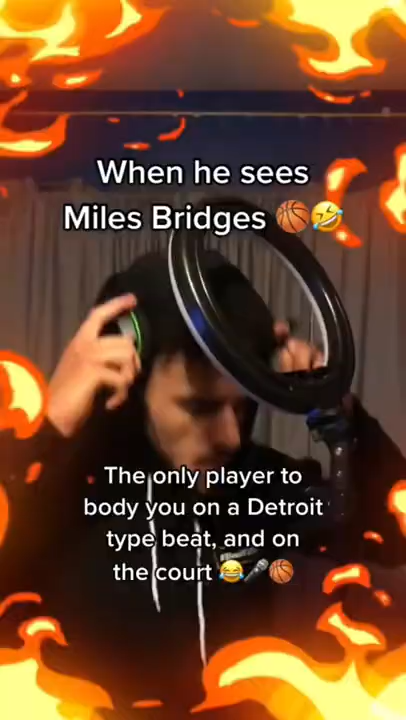 When he sees
Miles Bridges 🏀🤣
The only player to
body you on a Detroit
type beat, and on
the court 😂🎤🏀